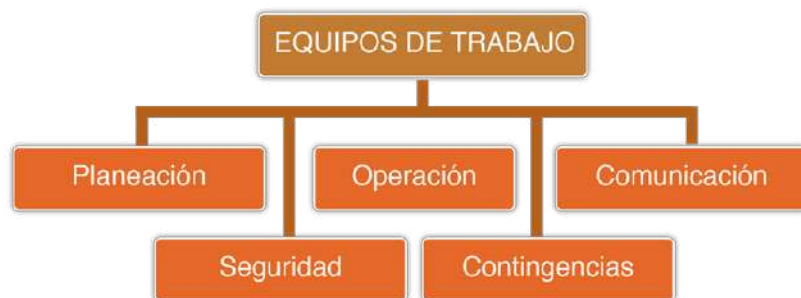 EQUIPOS DE TRABAJO
Planeación
Operación
Comunicación
Seguridad
Contingencias